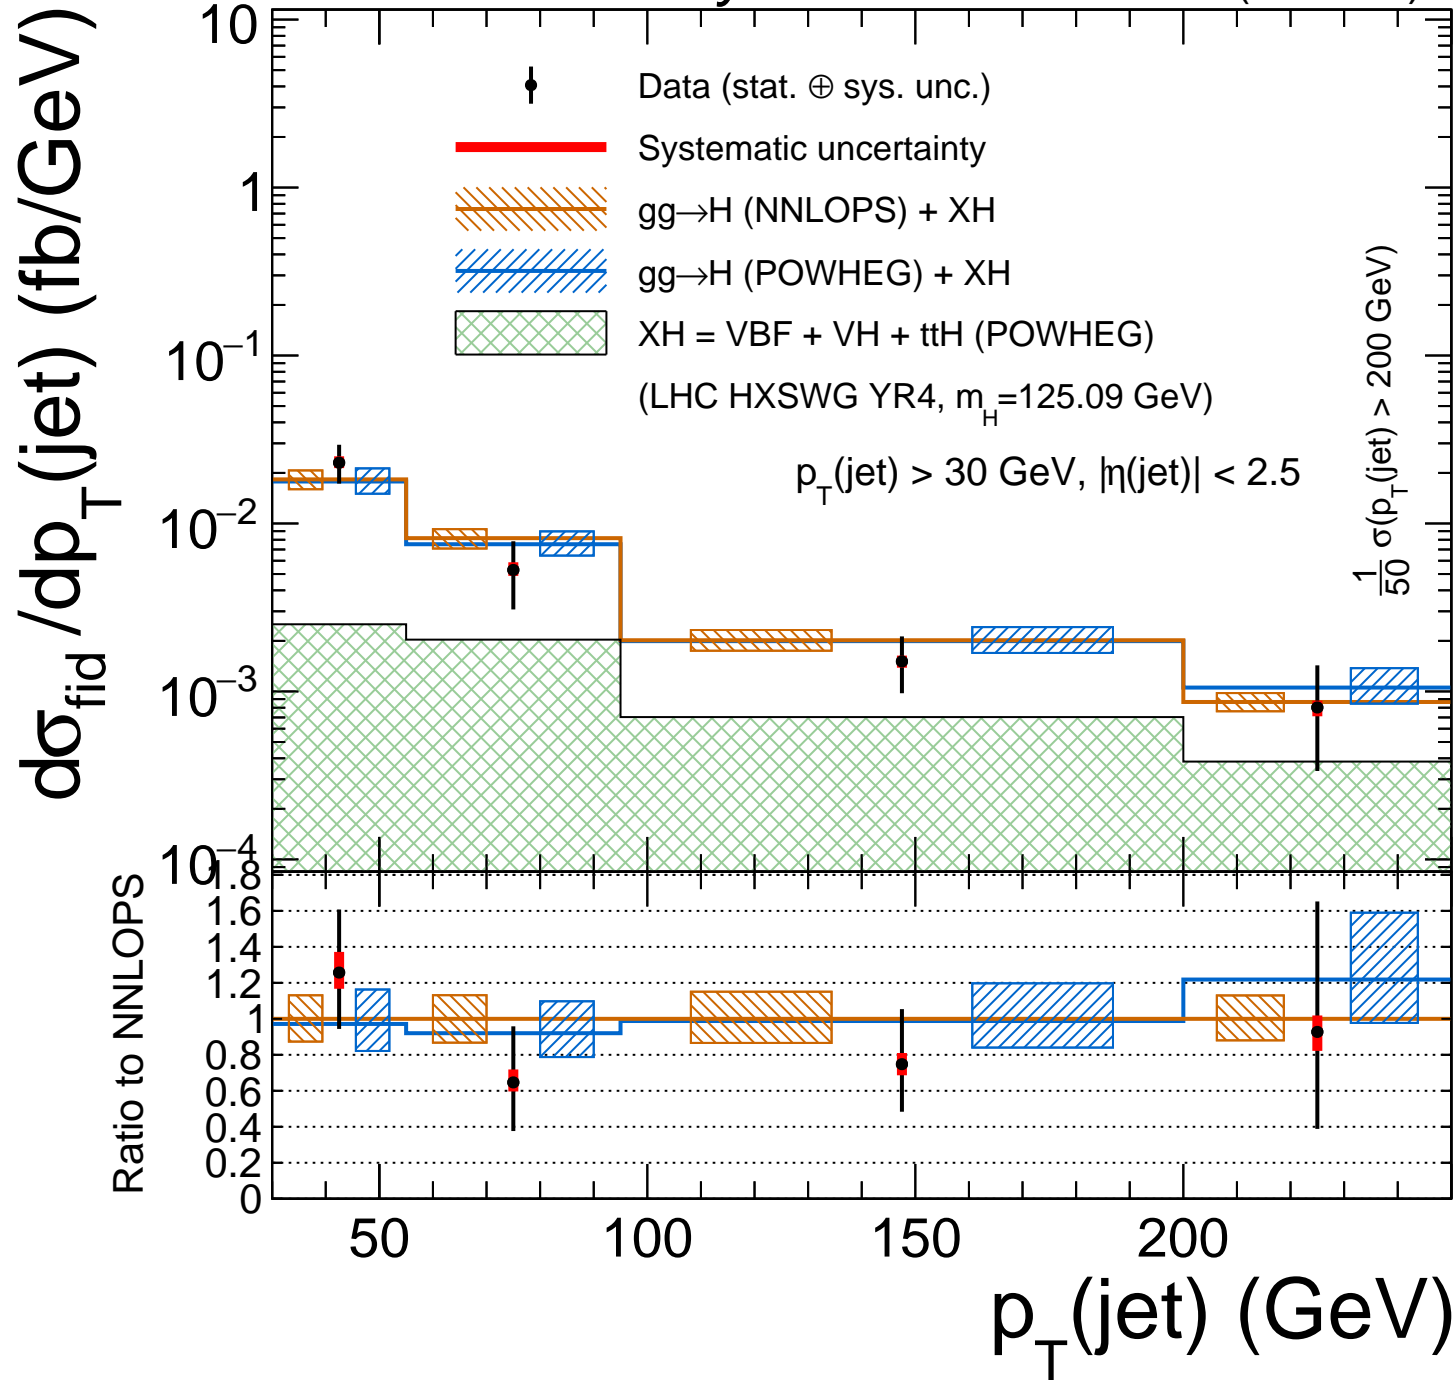 dσ_fid /dp_T(jet) (fb/GeV)
10
1
10^−1
10^−2
10^−3
10^−4
Data (stat. ⊕ sys. unc.)
Systematic uncertainty
gg→H (NNLOPS) + XH
gg→H (POWHEG) + XH
XH = VBF + VH + ttH (POWHEG)
(LHC HXSWG YR4, m_H=125.09 GeV)
p_T(jet) > 30 GeV, |η(jet)| < 2.5
1/50 σ(p_T(jet) > 200 GeV)
Ratio to NNLOPS
1.8
1.6
1.4
1.2
1
0.8
0.6
0.4
0.2
0
50 100 150 200
p_T(jet) (GeV)